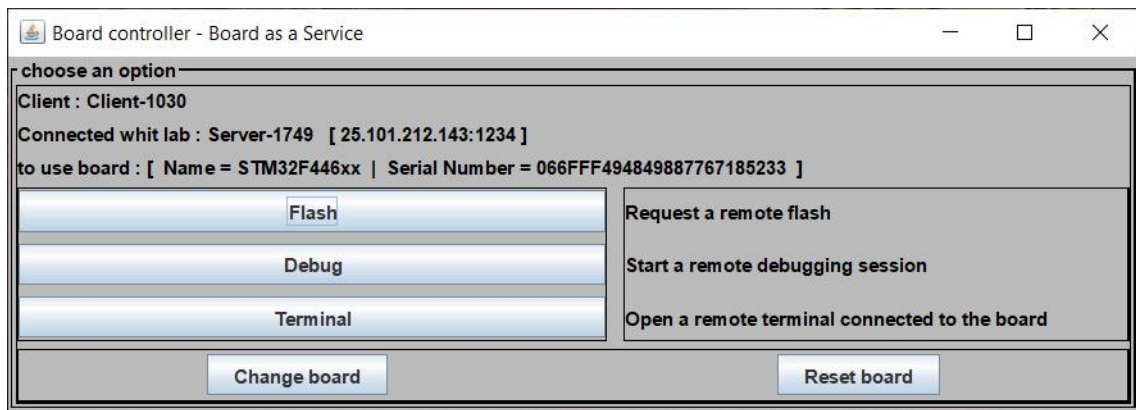 Board controller - Board as a Service
choose an option
Client : Client-1030
Connected whit lab : Server-1749 [ 25.101.212.143:1234 ]
to use board : [ Name = STM32F446xx | Serial Number = 066FFF494849887767185233 ]
Flash Request a remote flash
Debug Start a remote debugging session
Terminal Open a remote terminal connected to the board
Change board Reset board